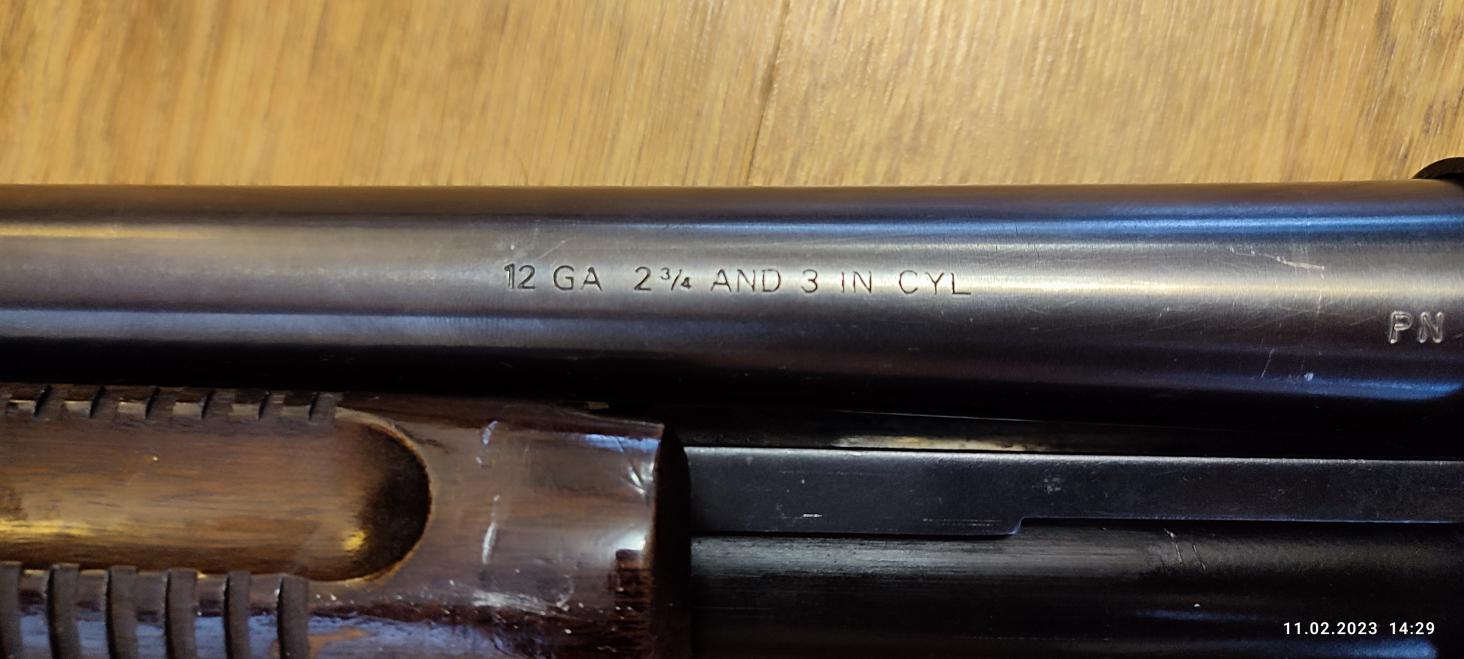 12 GA 2¾ AND 3 IN CYL
PN
11.02.2023 14:29